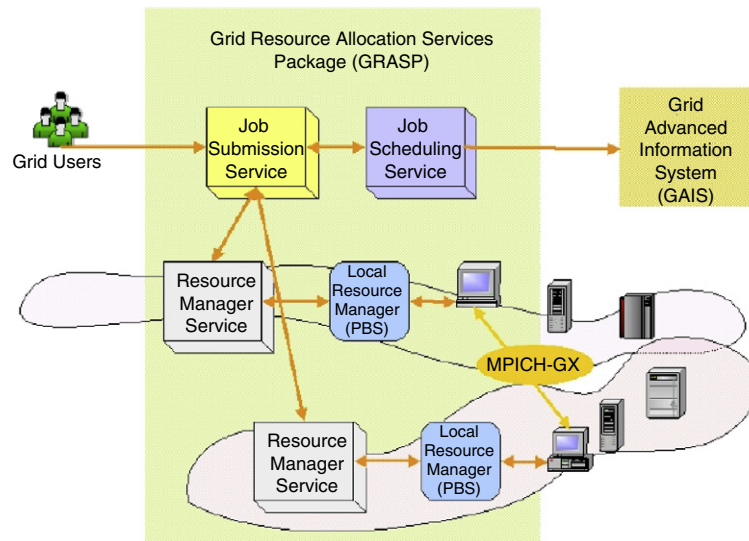 Grid Resource Allocation Services
Package (GRASP)
Grid Users
Job
Submission
Service
Job
Scheduling
Service
Grid
Advanced
Information
System
(GAIS)
Resource
Manager
Service
Local
Resource
Manager
(PBS)
MPICH-GX
Resource
Manager
Service
Local
Resource
Manager
(PBS)